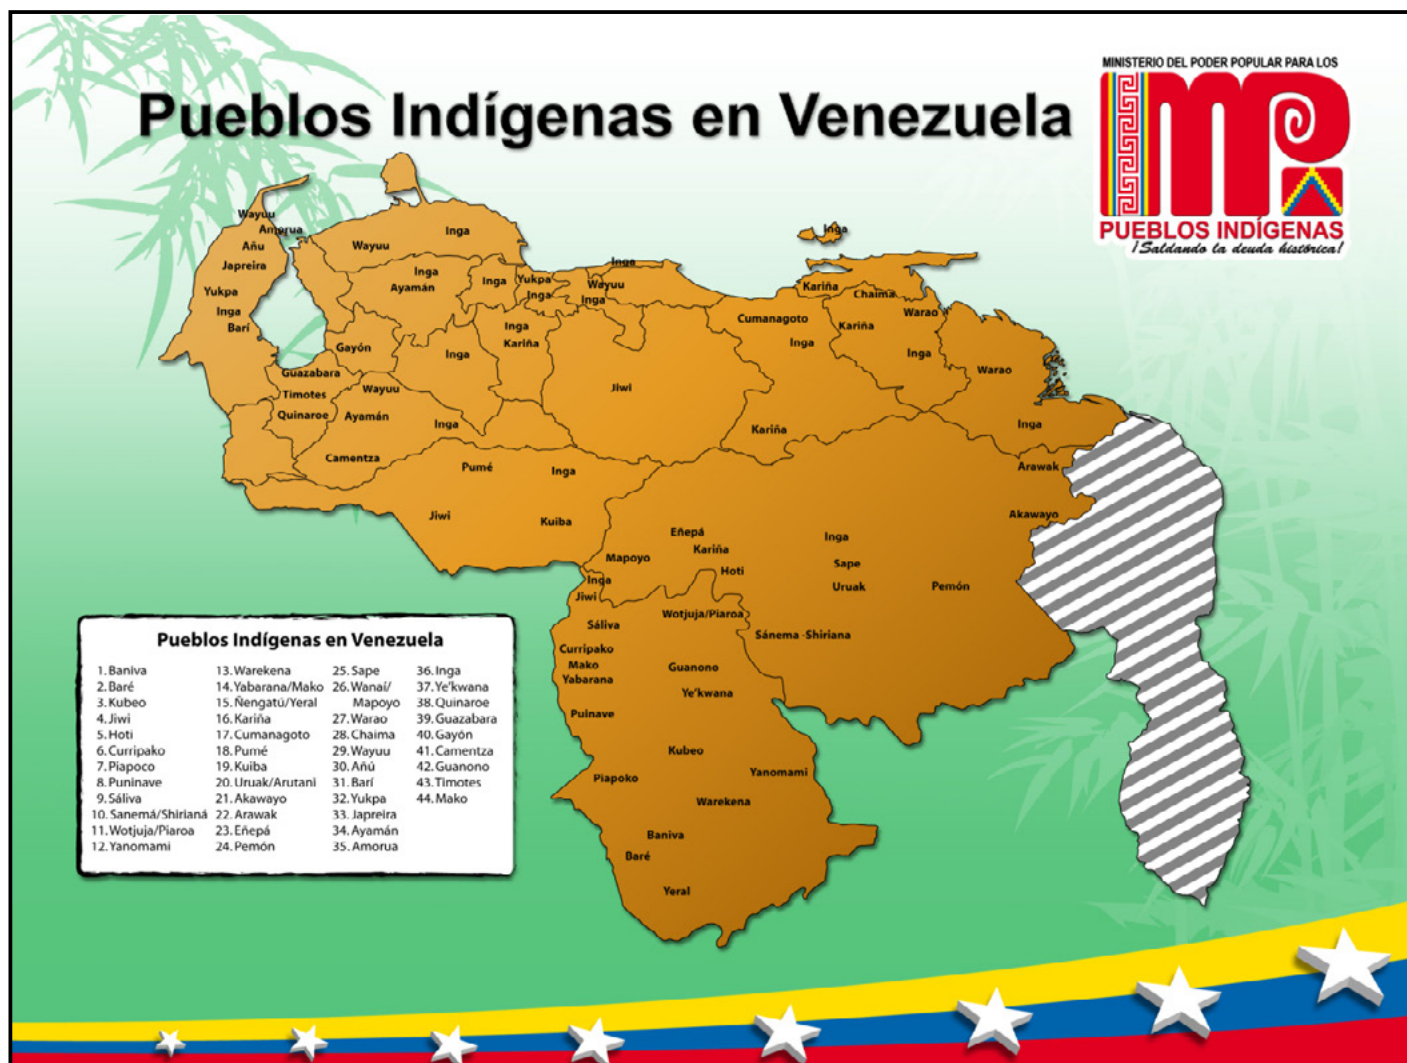 MINISTERIO DEL PODER POPULAR PARA LOS
MPPI
PUEBLOS INDÍGENAS
¡Saldando la deuda histórica!
Pueblos Indígenas en Venezuela
Wayuu
Amorua
Añu
Japreira
Yukpa
Inga
Barí
Wayuu
Inga
Inga
Ayamán
Inga
Yukpa
Inga
Inga
Wayuu
Inga
Inga
Kariña
Chaima
Warao
Kariña
Inga
Cumanagoto
Inga
Kariña
Warao
Inga
Gayón
Inga
Inga
Kariña
Jiwi
Guazabara
Timotes
Quinaroe
Wayuu
Ayamán
Inga
Camentza
Pumé
Inga
Jiwi
Kuiba
Arawak
Akawayo
Eñepá
Kariña
Mapoyo
Hoti
Inga
Sape
Uruak
Pemón
Sánema -Shiriana
Inga
Jiwi
Wotjuja/Piaroa
Sáliva
Curripako
Mako
Yabarana
Guanono
Ye'kwana
Puinave
Kubeo
Piapoko
Yanomami
Warekena
Baniva
Baré
Yeral
Pueblos Indígenas en Venezuela
1.Baniva
2.Baré
3.Kubeo
4.Jiwi
5.Hoti
6.Curripako
7.Piapoco
8.Puninave
9.Sáliva
10.Sanemá/Shirianá
11.Wotjuja/Piaroa
12.Yanomami
13.Warekena
14.Yabarana/Mako
15.Ñengatú/Yeral
16.Kariña
17.Cumanagoto
18.Pumé
19.Kuiba
20.Uruak/Arutani
21.Akawayo
22.Arawak
23.Eñepá
24.Pemón
25.Sape
26.Wanaí/
Mapoyo
27.Warao
28.Chaima
29.Wayuu
30.Añú
31.Barí
32.Yukpa
33.Japreira
34.Ayamán
35.Amorua
36.Inga
37.Ye'kwana
38.Quinaroe
39.Guazabara
40.Gayón
41.Camentza
42.Guanono
43.Timotes
44.Mako